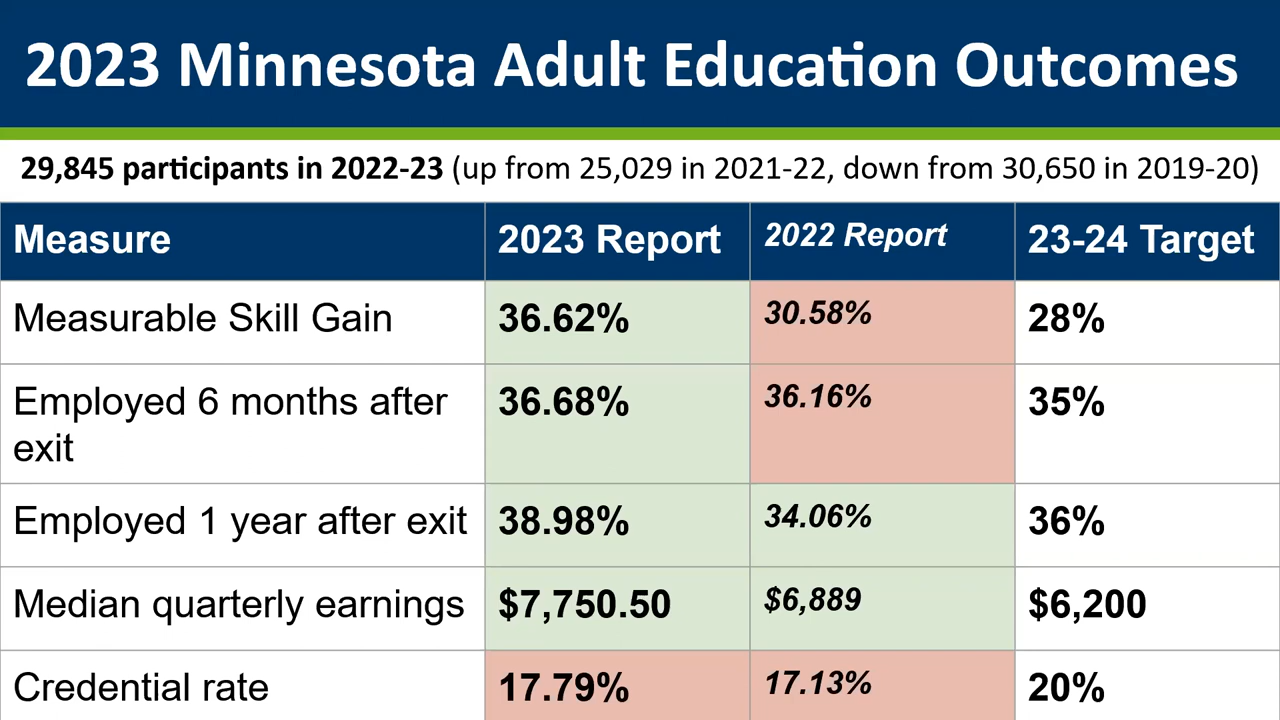 2023 Minnesota Adult Education Outcomes
29,845 participants in 2022-23 (up from 25,029 in 2021-22, down from 30,650 in 2019-20)
Measure 2023 Report 2022 Report 23-24 Target
Measurable Skill Gain 36.62% 30.58% 28%
Employed 6 months after 36.68% 36.16% 35%
exit
Employed 1 year after exit 38.98% 34.06% 36%
Median quarterly earnings $7,750.50 $6,889 $6,200
Credential rate 17.79% 17.13% 20%